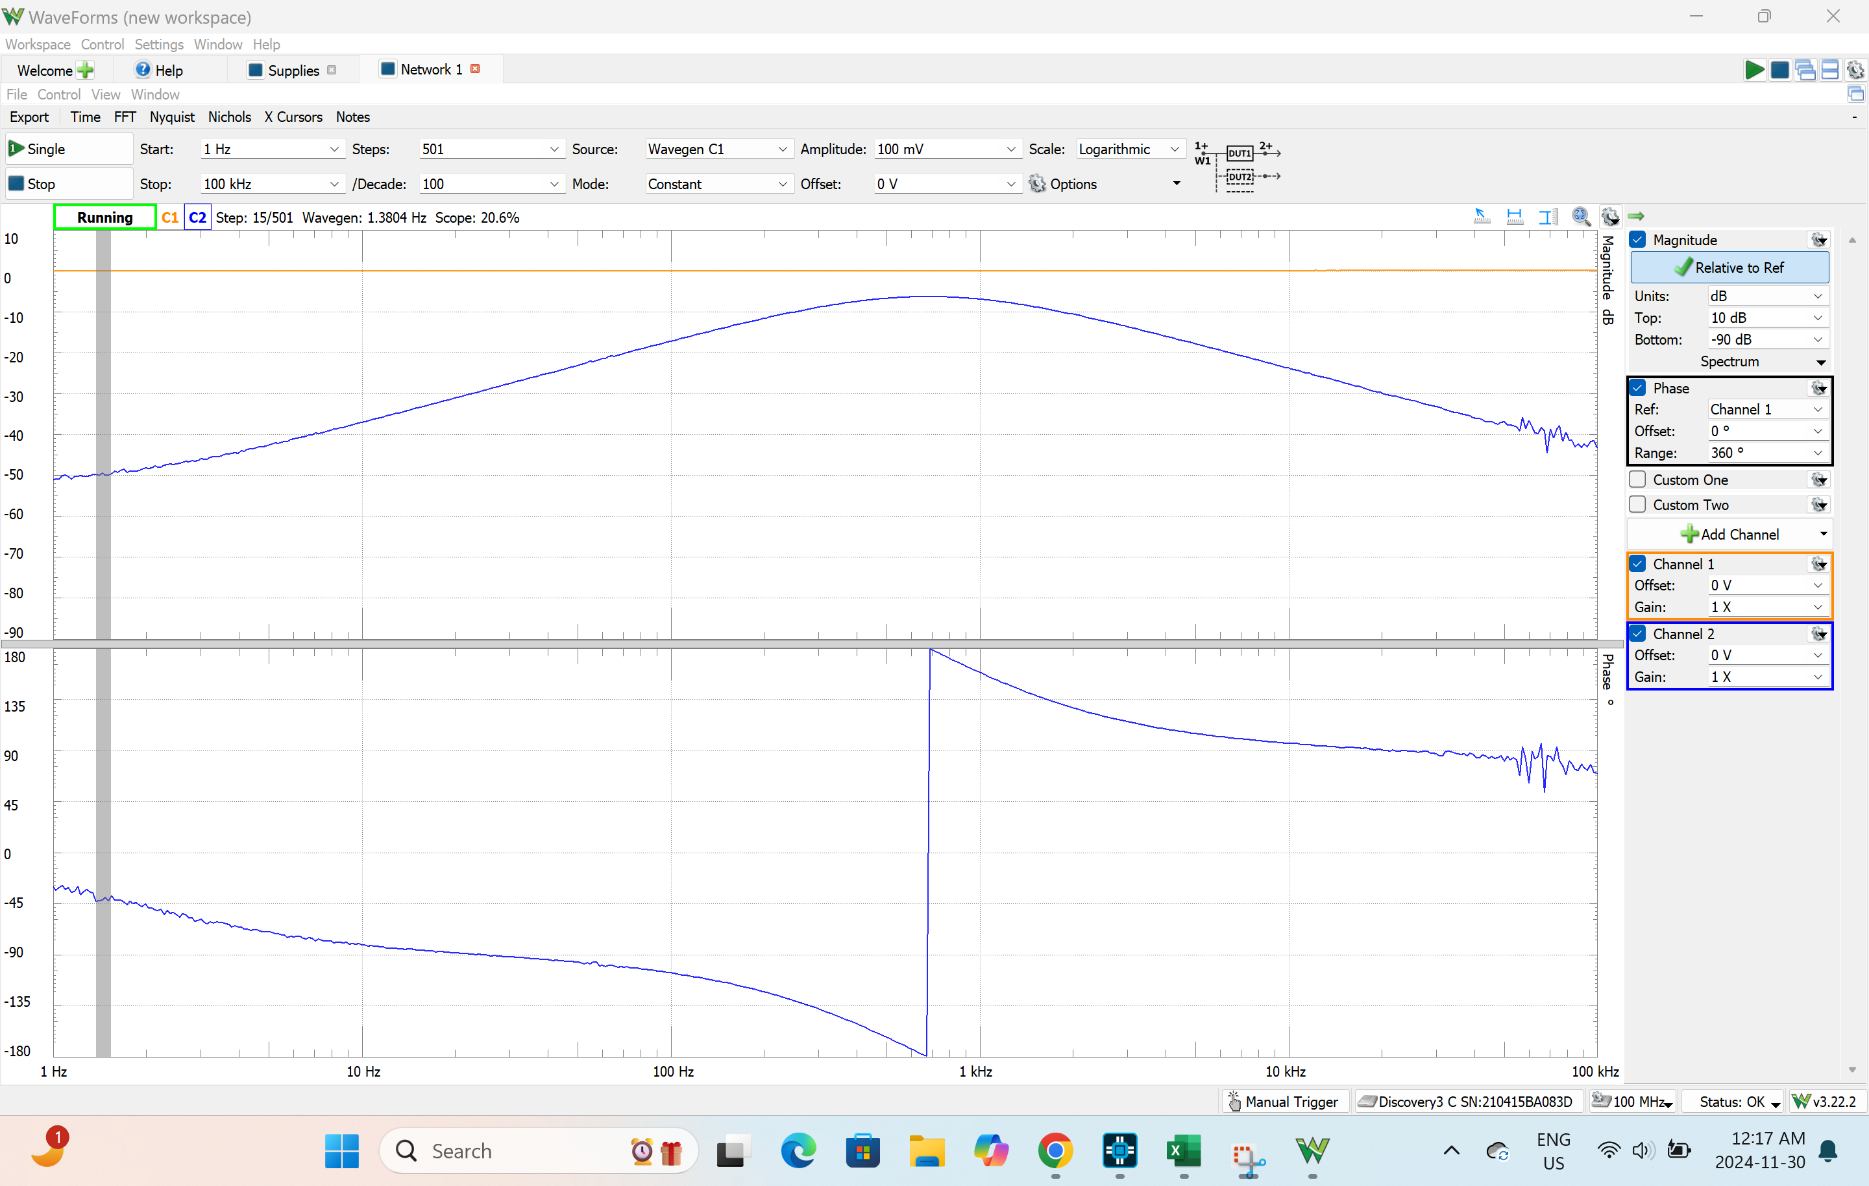 WaveForms (new workspace)
Workspace Control Settings Window Help
Welcome Help Supplies Network 1
File Control View Window
Export Time FFT Nyquist Nichols X Cursors Notes
Single Start: 1 Hz Steps: 501 Source: Wavegen C1 Amplitude: 100 mV Scale: Logarithmic 1+ W1 DUT1 2+
Stop Stop: 100 kHz /Decade: 100 Mode: Constant Offset: 0 V Options DUT2
Running C1 C2 Step: 15/501 Wavegen: 1.3804 Hz Scope: 20.6%
10
0
-10
-20
-30
-40
-50
-60
-70
-80
-90
Magnitude dB
180
135
90
45
0
-45
-90
-135
-180
Phase °
1 Hz 10 Hz 100 Hz 1 kHz 10 kHz 100 kHz
Magnitude
Relative to Ref
Units: dB
Top: 10 dB
Bottom: -90 dB
Spectrum
Phase
Ref: Channel 1
Offset: 0 °
Range: 360 °
Custom One
Custom Two
Add Channel
Channel 1
Offset: 0 V
Gain: 1 X
Channel 2
Offset: 0 V
Gain: 1 X
Manual Trigger Discovery3 C SN:210415BA083D 100 MHz Status: OK v3.22.2
1 Search ENG US 12:17 AM 2024-11-30